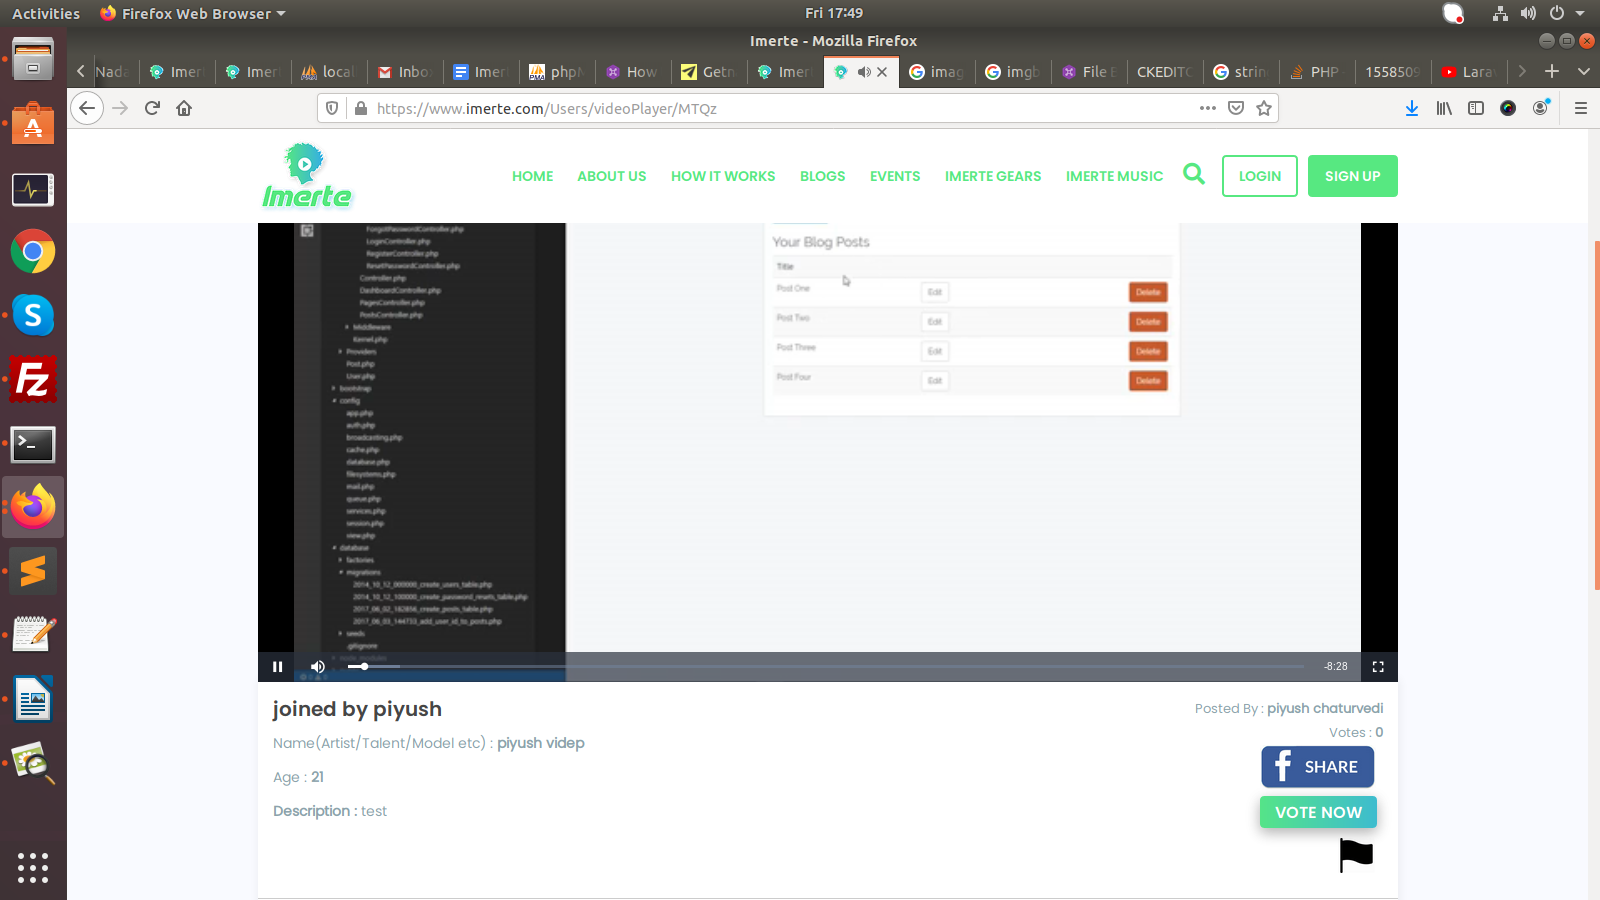 Activities
Firefox Web Browser
Fri 17:49
Imerte - Mozilla Firefox
Nada
Imer
Imer
local
Inbo
Imer
phpM
How
Getn
Imer
imag
imgb
File E
CKEDITO
strin
PHP
1558509
Larav
https://www.imerte.com/Users/videoPlayer/MTQz
Imerte
HOME
ABOUT US
HOW IT WORKS
BLOGS
EVENTS
IMERTE GEARS
IMERTE MUSIC
LOGIN
SIGN UP
ForgotPasswordController.php
LoginController.php
RegisterController.php
ResetPasswordController.php
Controller.php
DashboardController.php
PagesController.php
PostsController.php
Middleware
Kernel.php
Providers
Post.php
User.php
bootstrap
config
app.php
auth.php
broadcasting.php
cache.php
database.php
filesystems.php
mail.php
queue.php
services.php
session.php
view.php
database
factories
migrations
2014_10_12_000000_create_users_table.php
2014_10_12_100000_create_password_resets_table.php
2017_06_02_182856_create_posts_table.php
2017_06_03_144733_add_user_id_to_posts.php
seeds
.gitignore
node_modules
Your Blog Posts
Title
Post One
Edit
Delete
Post Two
Edit
Delete
Post Three
Edit
Delete
Post Four
Edit
Delete
-8:28
joined by piyush
Name(Artist/Talent/Model etc) : piyush videp
Age : 21
Description : test
Posted By : piyush chaturvedi
Votes : 0
SHARE
VOTE NOW